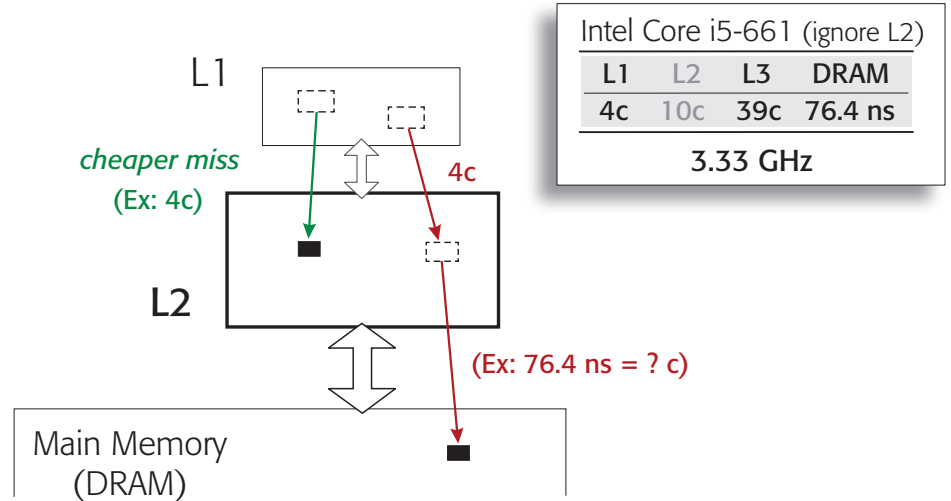 Intel Core i5-661 (ignore L2)
L1 L2 L3 DRAM
4c 10c 39c 76.4 ns
3.33 GHz
L1
cheaper miss
(Ex: 4c)
4c
L2
(Ex: 76.4 ns = ? c)
Main Memory
(DRAM)